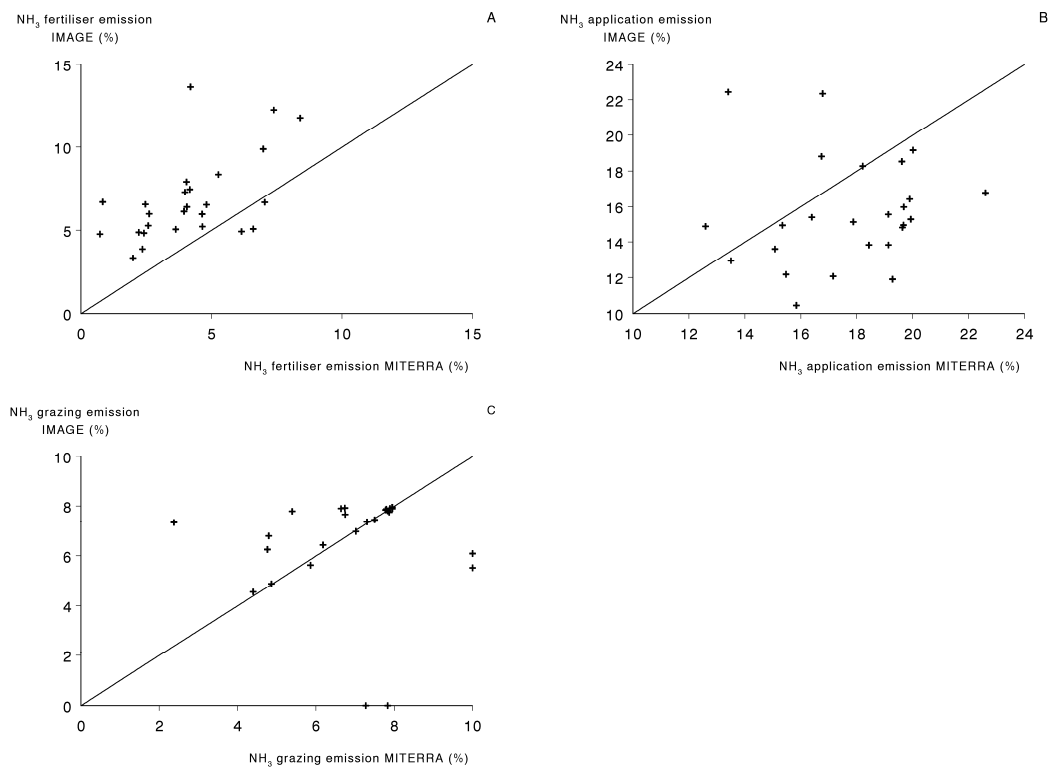 NH3 fertiliser emission
IMAGE (%)
A
15
10
5
0
0 5 10 15
NH3 fertiliser emission MITERRA (%)
NH3 application emission
IMAGE (%)
B
24
22
20
18
16
14
12
10
10 12 14 16 18 20 22 24
NH3 application emission MITERRA (%)
NH3 grazing emission
IMAGE (%)
C
10
8
6
4
2
0
0 2 4 6 8 10
NH3 grazing emission MITERRA (%)